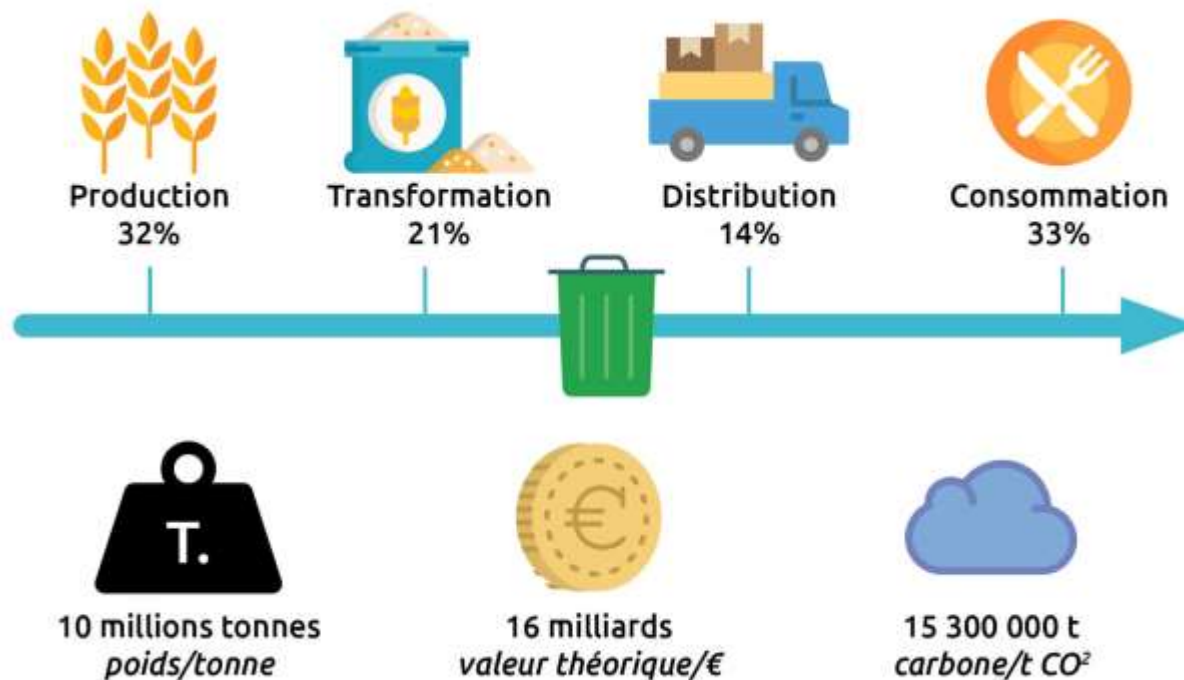 Production
32%
Transformation
21%
Distribution
14%
Consommation
33%
T.
10 millions tonnes
poids/tonne
€
16 milliards
valeur théorique/€
15 300 000 t
carbone/t CO²